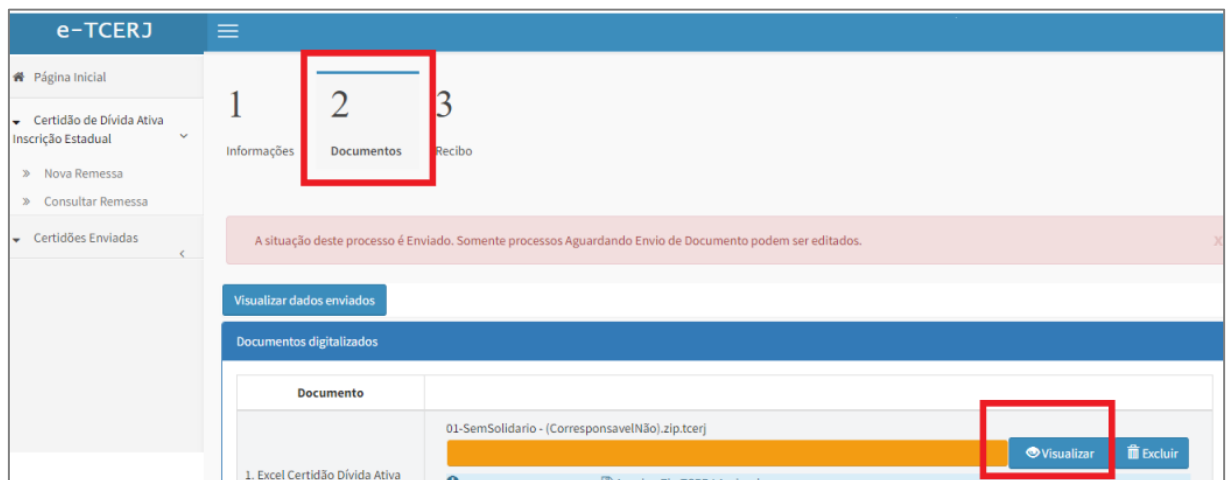 e-TCERJ
Página Inicial
Certidão de Dívida Ativa
Inscrição Estadual
Nova Remessa
Consultar Remessa
Certidões Enviadas
1
Informações
2
Documentos
3
Recibo
A situação deste processo é Enviado. Somente processos Aguardando Envio de Documento podem ser editados.
X
Visualizar dados enviados
Documentos digitalizados
Documento
01-SemSolidario - (CorresponsavelNão).zip.tcerj
Visualizar
Excluir
1. Excel Certidão Dívida Ativa